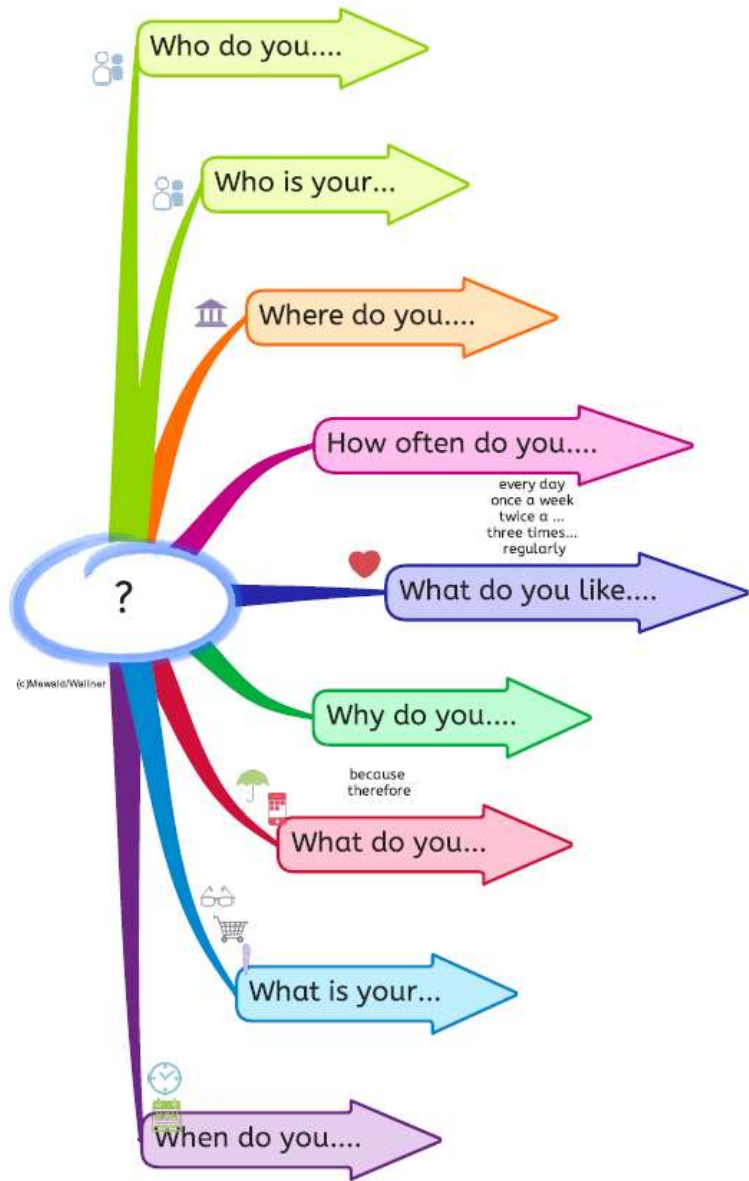 Who do you....
Who is your...
Where do you....
How often do you....
every day
once a week
twice a ...
three times...
regularly
What do you like....
?
(c)Mewald/Wallner
Why do you....
because
therefore
What do you...
What is your...
When do you....